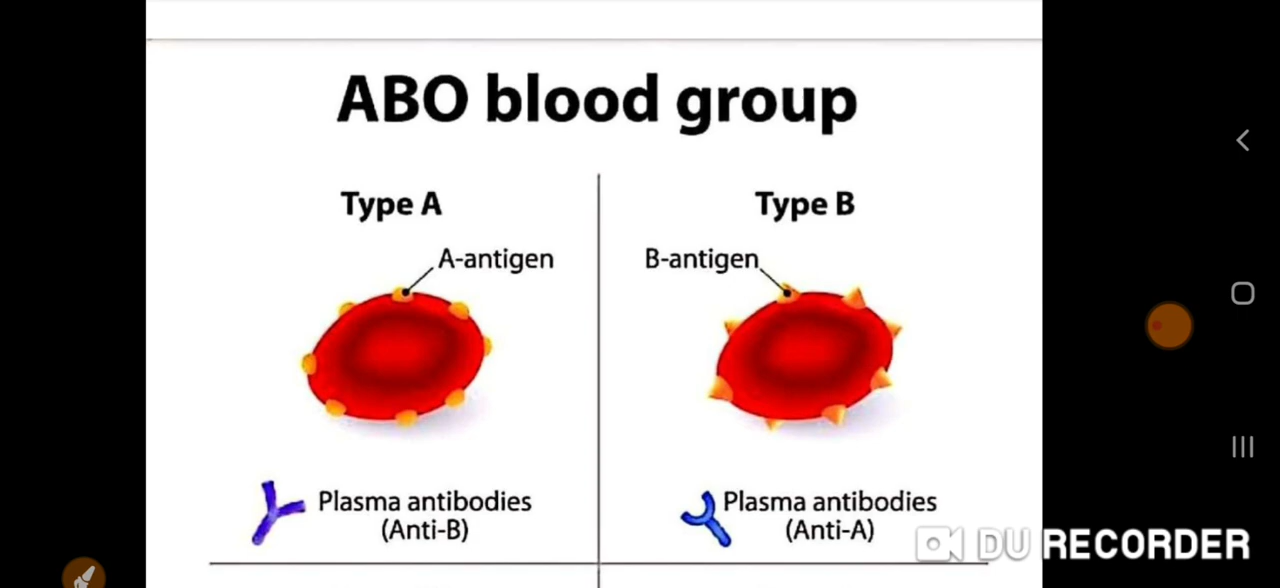 ABO blood group
Type A
A-antigen
Plasma antibodies
(Anti-B)
Type B
B-antigen
Plasma antibodies
(Anti-A)
DU RECORDER